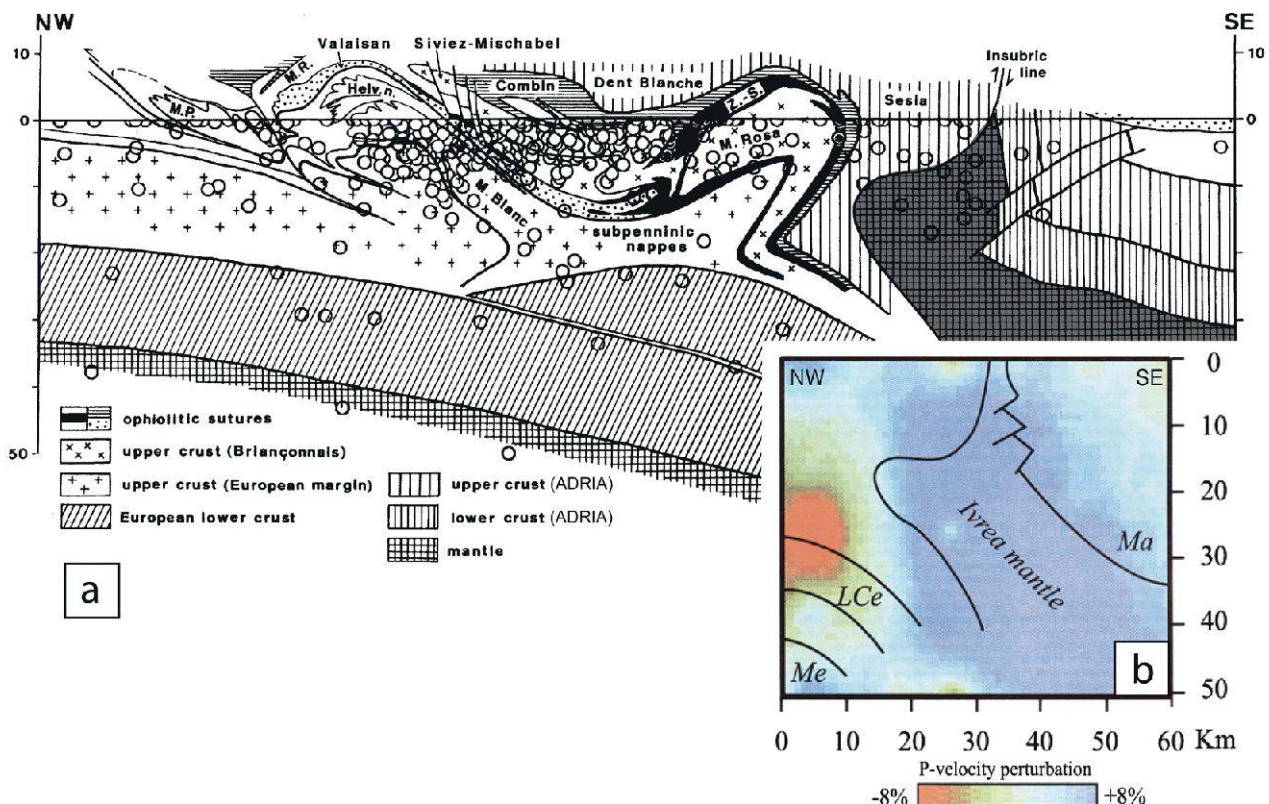 NW
SE
Valaisan
Siviez-Mischabel
Insubric
line
10
10
M.R.
Combin
Dent Blanche
Sesia
Helv.n.
Z.-S.
M.P.
0
0
M. Rosa
M. Blanc
subpenninic
nappes
50
ophiolitic sutures
upper crust (Briançonnais)
upper crust (European margin)
European lower crust
upper crust (ADRIA)
lower crust (ADRIA)
mantle
a
NW
SE
0
10
20
30
40
50
Ivrea mantle
Ma
LCe
Me
b
0 10 20 30 40 50 60 Km
P-velocity perturbation
-8% +8%